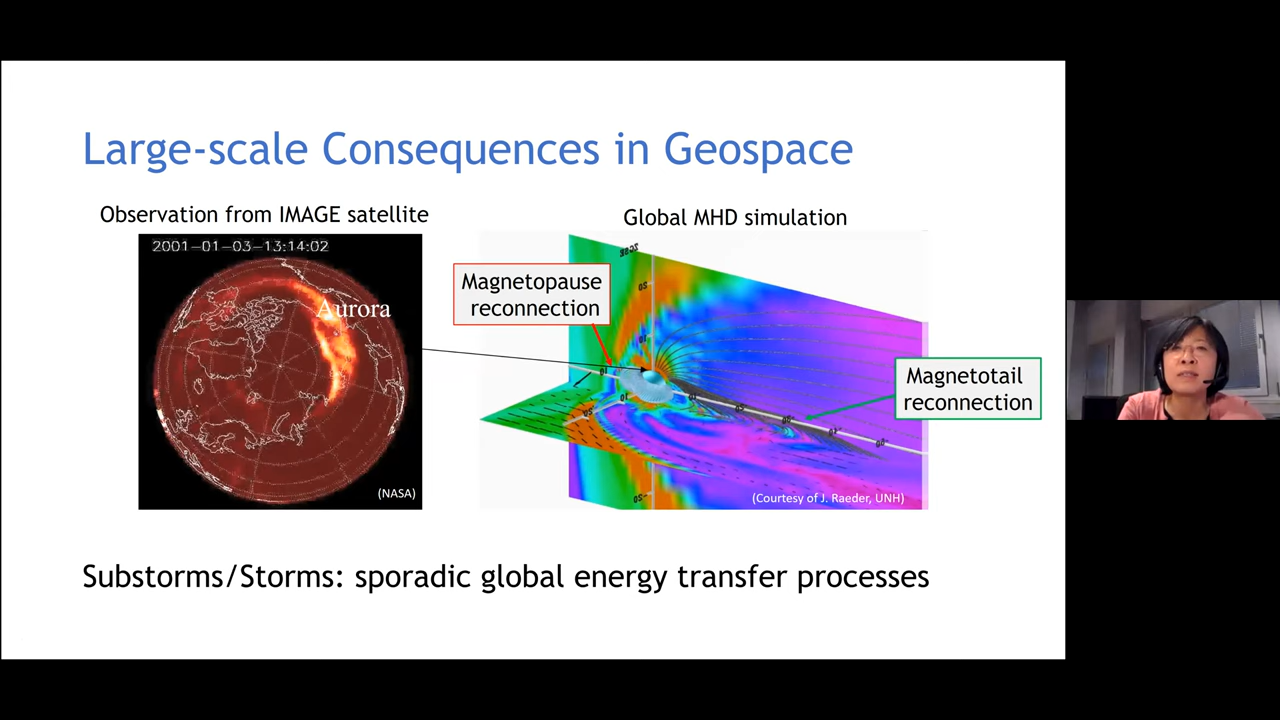 Large-scale Consequences in Geospace
Observation from IMAGE satellite
Global MHD simulation
2001-01-03-13:14:02
Aurora
(NASA)
Magnetopause
reconnection
Magnetotail
reconnection
(Courtesy of J. Raeder, UNH)
Substorms/Storms: sporadic global energy transfer processes